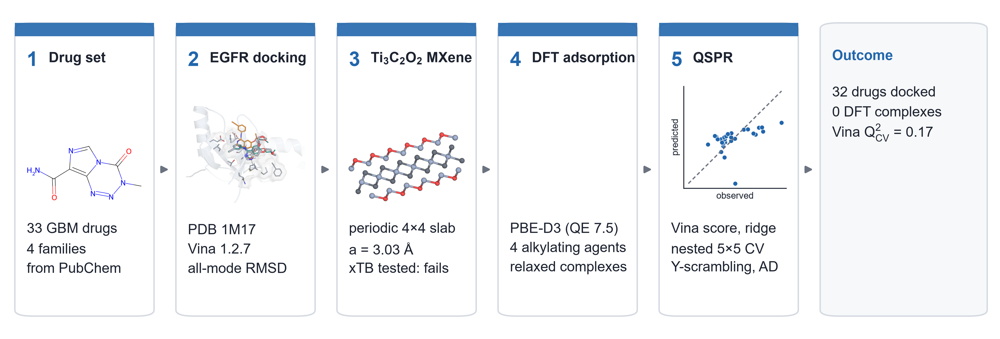 1 Drug set
H₂N
N
N
O
N
N
N
O
33 GBM drugs
4 families
from PubChem
2 EGFR docking
PDB 1M17
Vina 1.2.7
all-mode RMSD
3 Ti₃C₂O₂ MXene
periodic 4×4 slab
a = 3.03 Å
xTB tested: fails
4 DFT adsorption
PBE-D3 (QE 7.5)
4 alkylating agents
relaxed complexes
5 QSPR
predicted
observed
Vina score, ridge
nested 5×5 CV
Y-scrambling, AD
Outcome
32 drugs docked
0 DFT complexes
Vina Q²_CV = 0.17